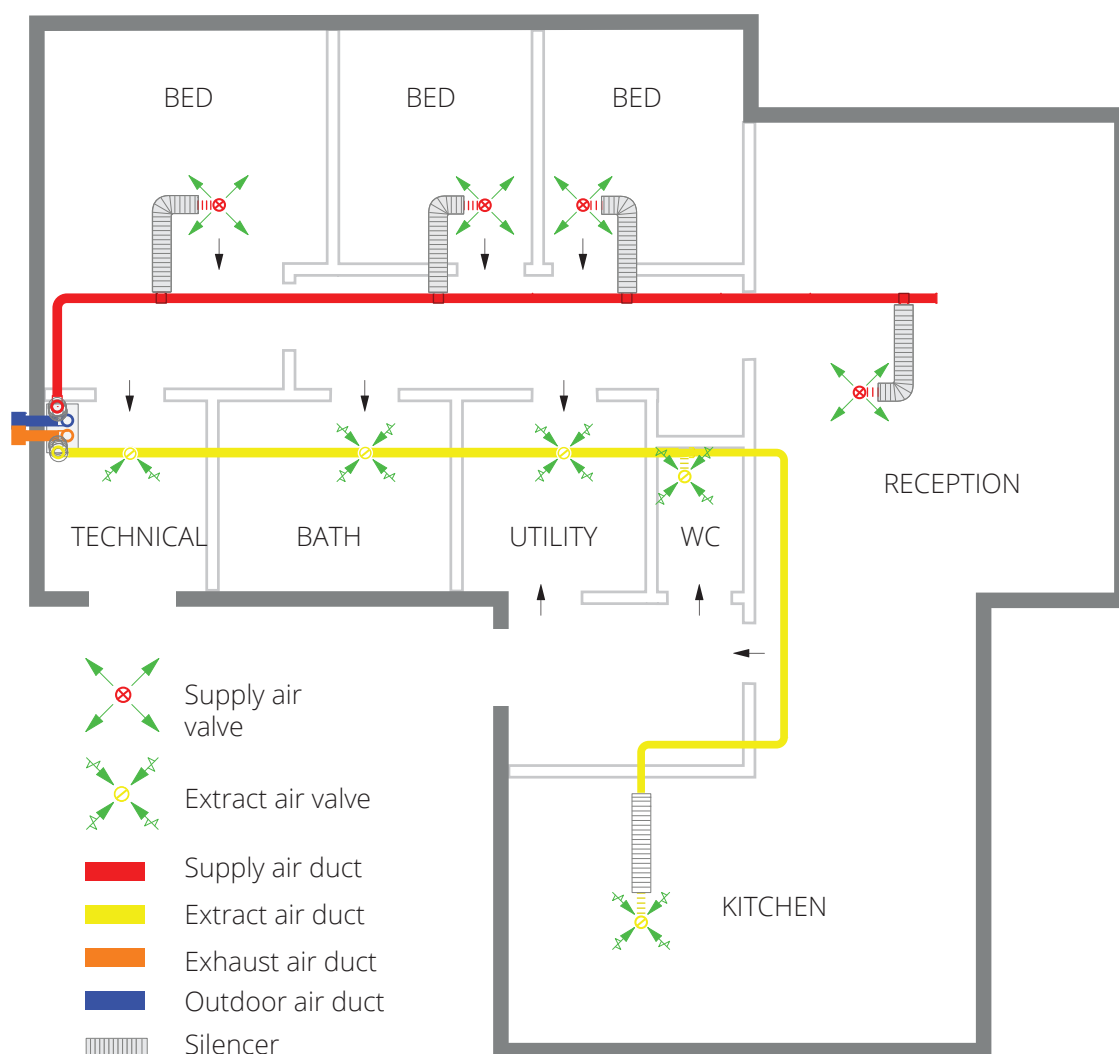 BED
BED
BED
RECEPTION
TECHNICAL
BATH
UTILITY
WC
Supply air
valve
Extract air valve
Supply air duct
KITCHEN
Extract air duct
Exhaust air duct
Outdoor air duct
Silencer